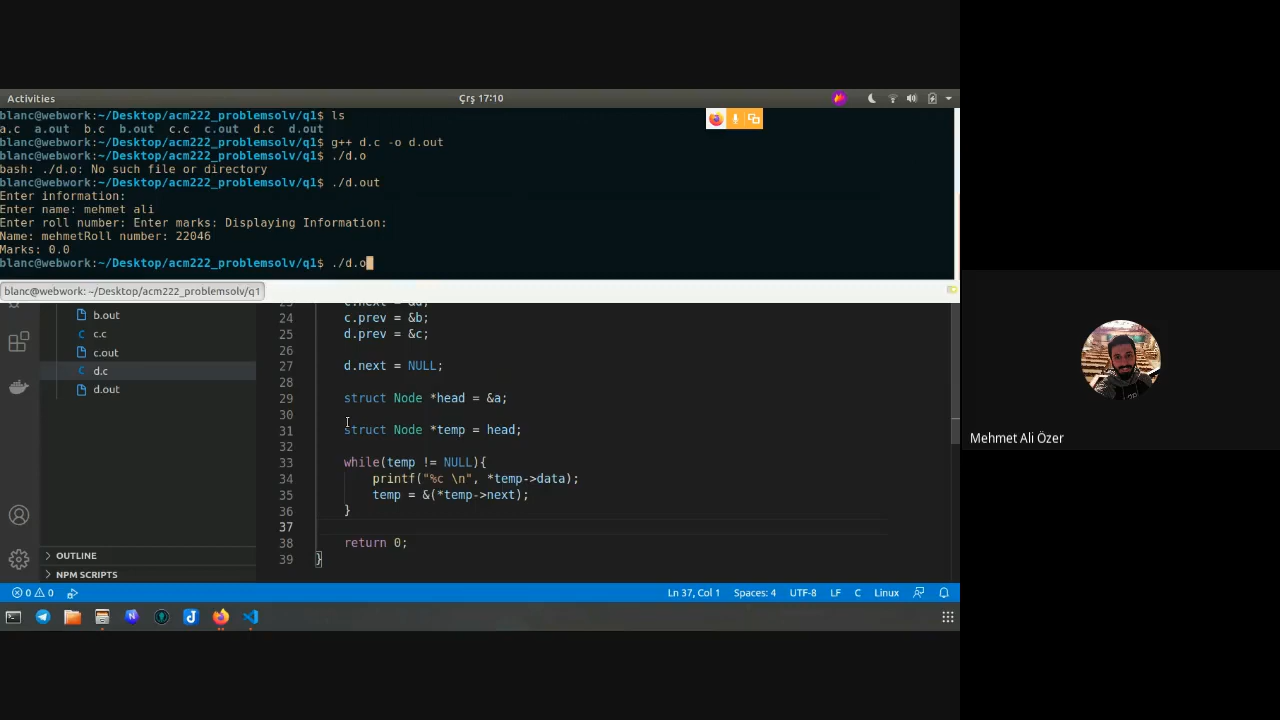 Activities
Çrş 17:10
blanc@webwork:~/Desktop/acm222_problemsolv/q1$ ls
a.c a.out b.c b.out c.c c.out d.c d.out
blanc@webwork:~/Desktop/acm222_problemsolv/q1$ g++ d.c -o d.out
blanc@webwork:~/Desktop/acm222_problemsolv/q1$ ./d.o
bash: ./d.o: No such file or directory
blanc@webwork:~/Desktop/acm222_problemsolv/q1$ ./d.out
Enter information:
Enter name: mehmet ali
Enter roll number: Enter marks: Displaying Information:
Name: mehmetRoll number: 22046
Marks: 0.0
blanc@webwork:~/Desktop/acm222_problemsolv/q1$ ./d.o
blanc@webwork: ~/Desktop/acm222_problemsolv/q1
b.out
C c.c
c.out
C d.c
d.out
OUTLINE
NPM SCRIPTS
24 c.prev = &b;
25 d.prev = &c;
26
27 d.next = NULL;
28
29 struct Node *head = &a;
30
31 struct Node *temp = head;
32
33 while(temp != NULL){
34 printf("%c \n", *temp->data);
35 temp = &(*temp->next);
36 }
37
38 return 0;
39 }
0 0
Ln 37, Col 1 Spaces: 4 UTF-8 LF C Linux
Mehmet Ali Özer